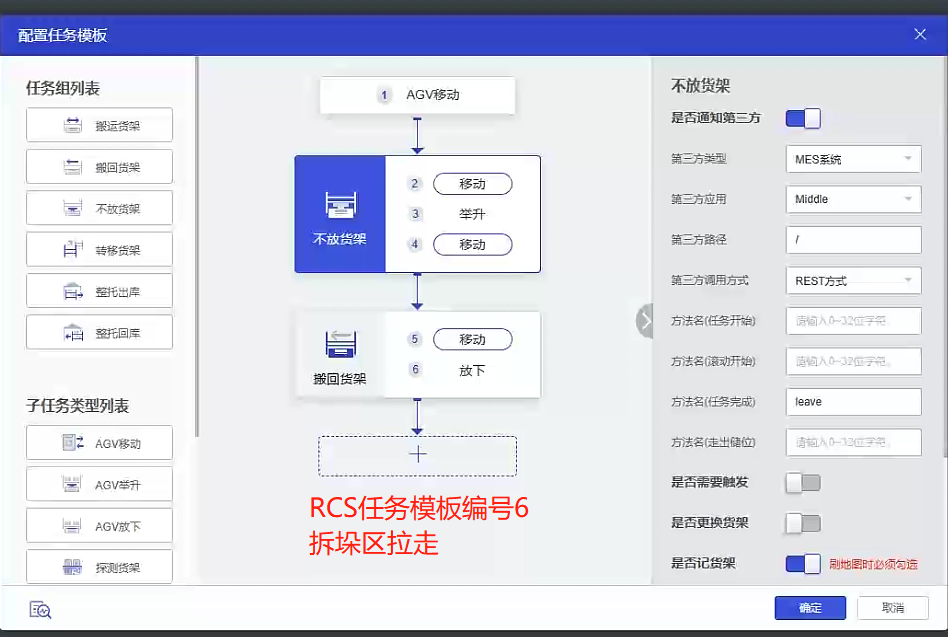 配置任务模板
任务组列表
搬运货架
搬回货架
不放货架
转移货架
整托出库
整托回库
子任务类型列表
AGV移动
AGV举升
AGV放下
探测货架
1 AGV移动
不放货架
2 移动
3 举升
4 移动
搬回货架
5 移动
6 放下
RCS任务模板编号6
拆垛区拉走
不放货架
是否通知第三方
第三方类型 MES系统
第三方应用 Middle
第三方路径 /
第三方调用方式 REST方式
方法名(任务开始) 请输入0~32位字符。
方法名(滚动开始) 请输入0~32位字符。
方法名(任务完成) leave
方法名(走出储位) 请输入0~32位字符。
是否需要触发
是否更换货架
是否记货架 刷地图时必须勾选
确定 取消